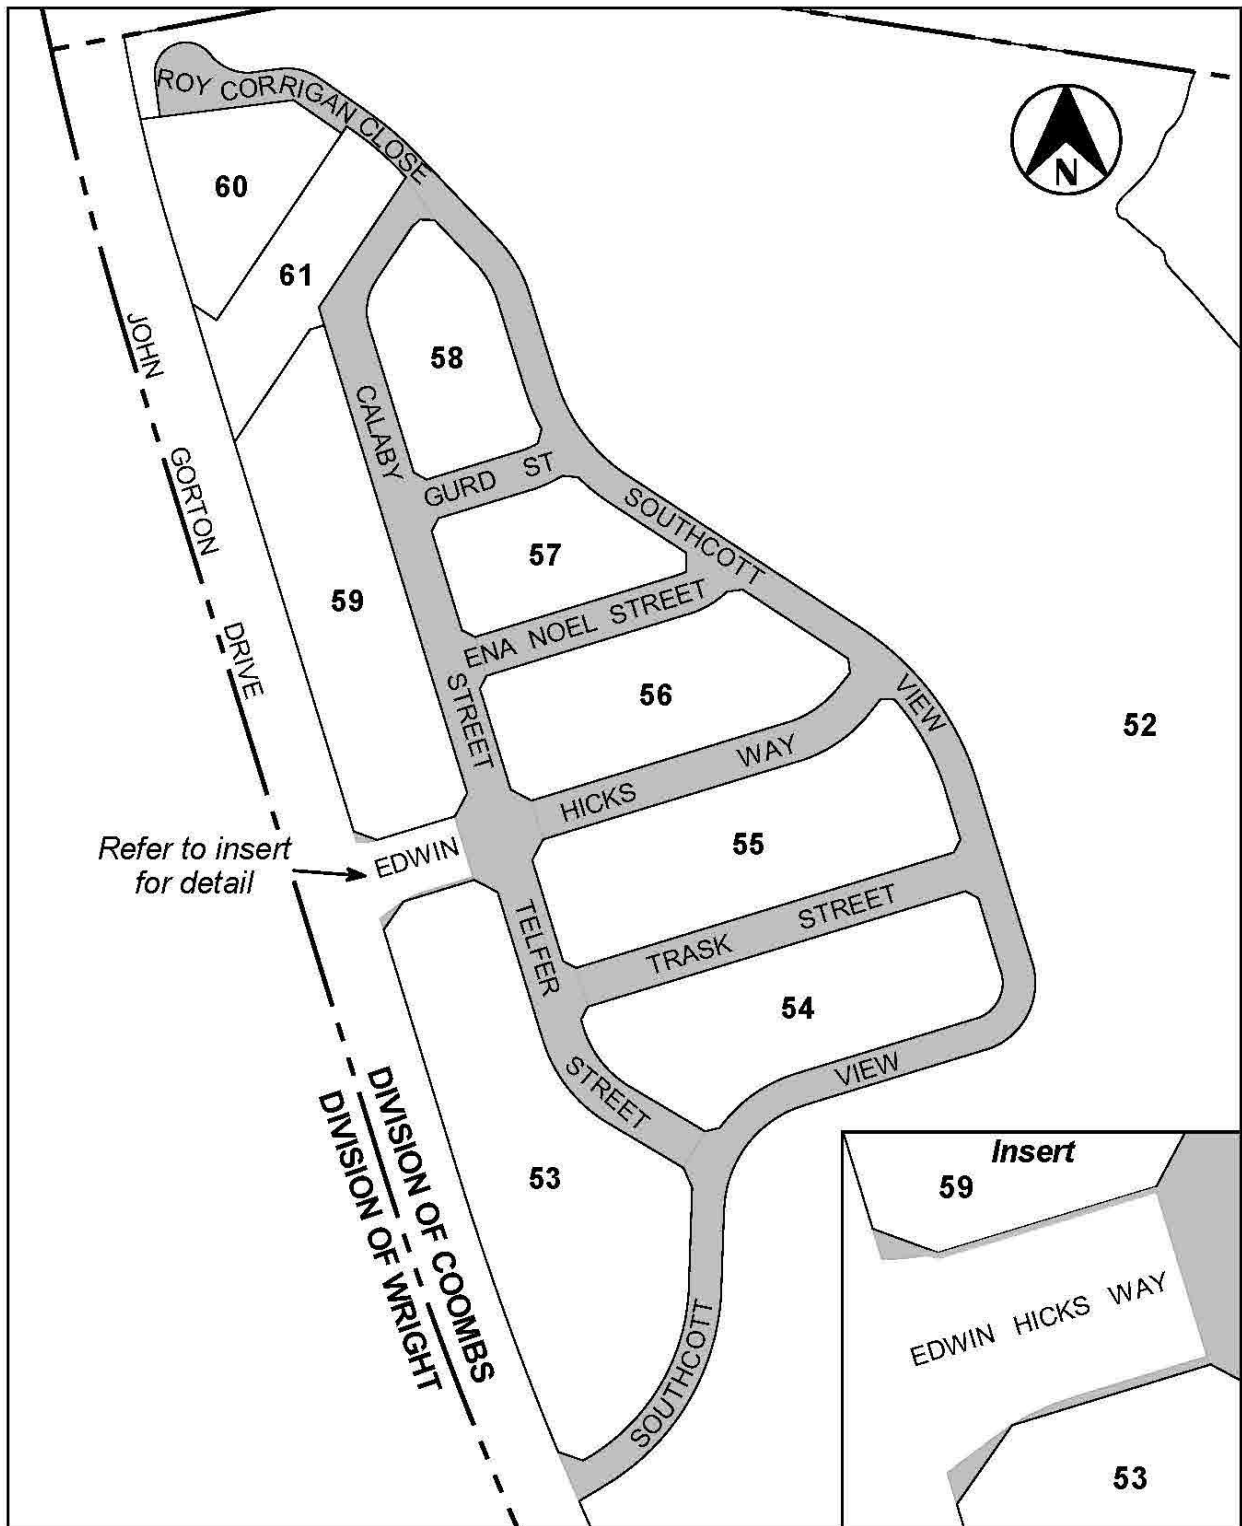 ROY CORRIGAN CLOSE
N
60
61
JOHN GORTON DRIVE
58
CALABY STREET
GURD ST
SOUTHCOTT VIEW
57
59
ENA NOEL STREET
56
52
EDWIN HICKS WAY
Refer to insert
for detail
55
TELFER STREET
TRASK STREET
54
VIEW
DIVISION OF COOMBS
DIVISION OF WRIGHT
53
SOUTHCOTT
Insert
59
EDWIN HICKS WAY
53